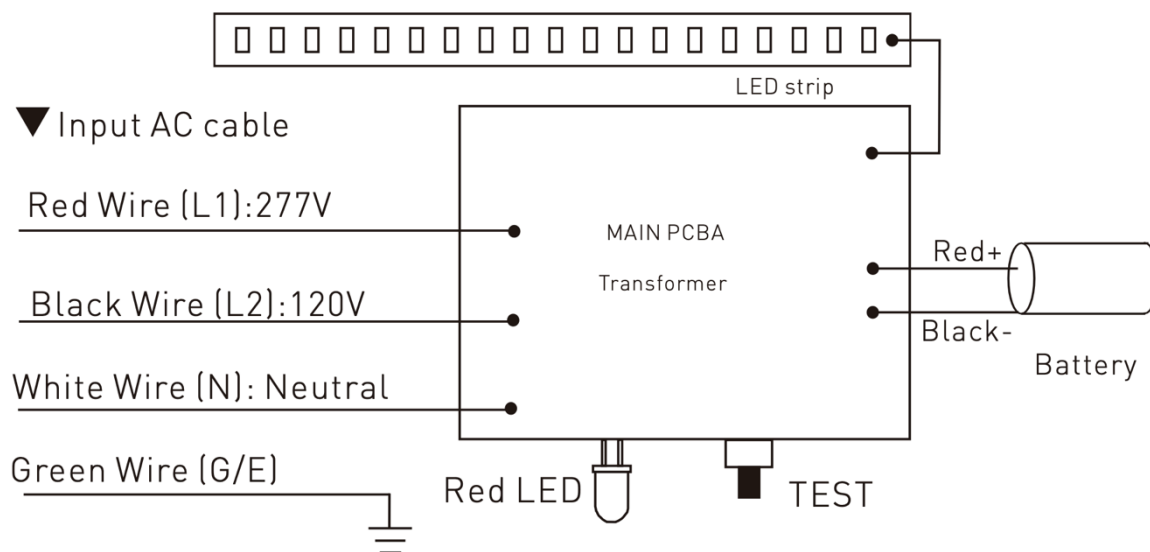 LED strip
▼ Input AC cable
Red Wire (L1):277V
MAIN PCBA
Transformer
Red+
Black Wire (L2):120V
Black-
Battery
White Wire (N): Neutral
Green Wire (G/E)
Red LED
TEST